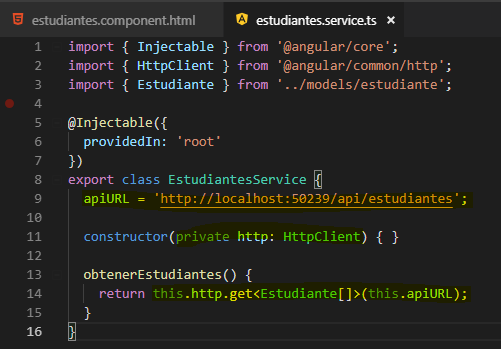 estudiantes.component.html
estudiantes.service.ts ×
1 import { Injectable } from '@angular/core';
2 import { HttpClient } from '@angular/common/http';
3 import { Estudiante } from '../models/estudiante';
4
5 @Injectable({
6   providedIn: 'root'
7 })
8 export class EstudiantesService {
9   apiURL = 'http://localhost:50239/api/estudiantes';
10
11   constructor(private http: HttpClient) { }
12
13   obtenerEstudiantes() {
14     return this.http.get<Estudiante[]>(this.apiURL);
15   }
16 }